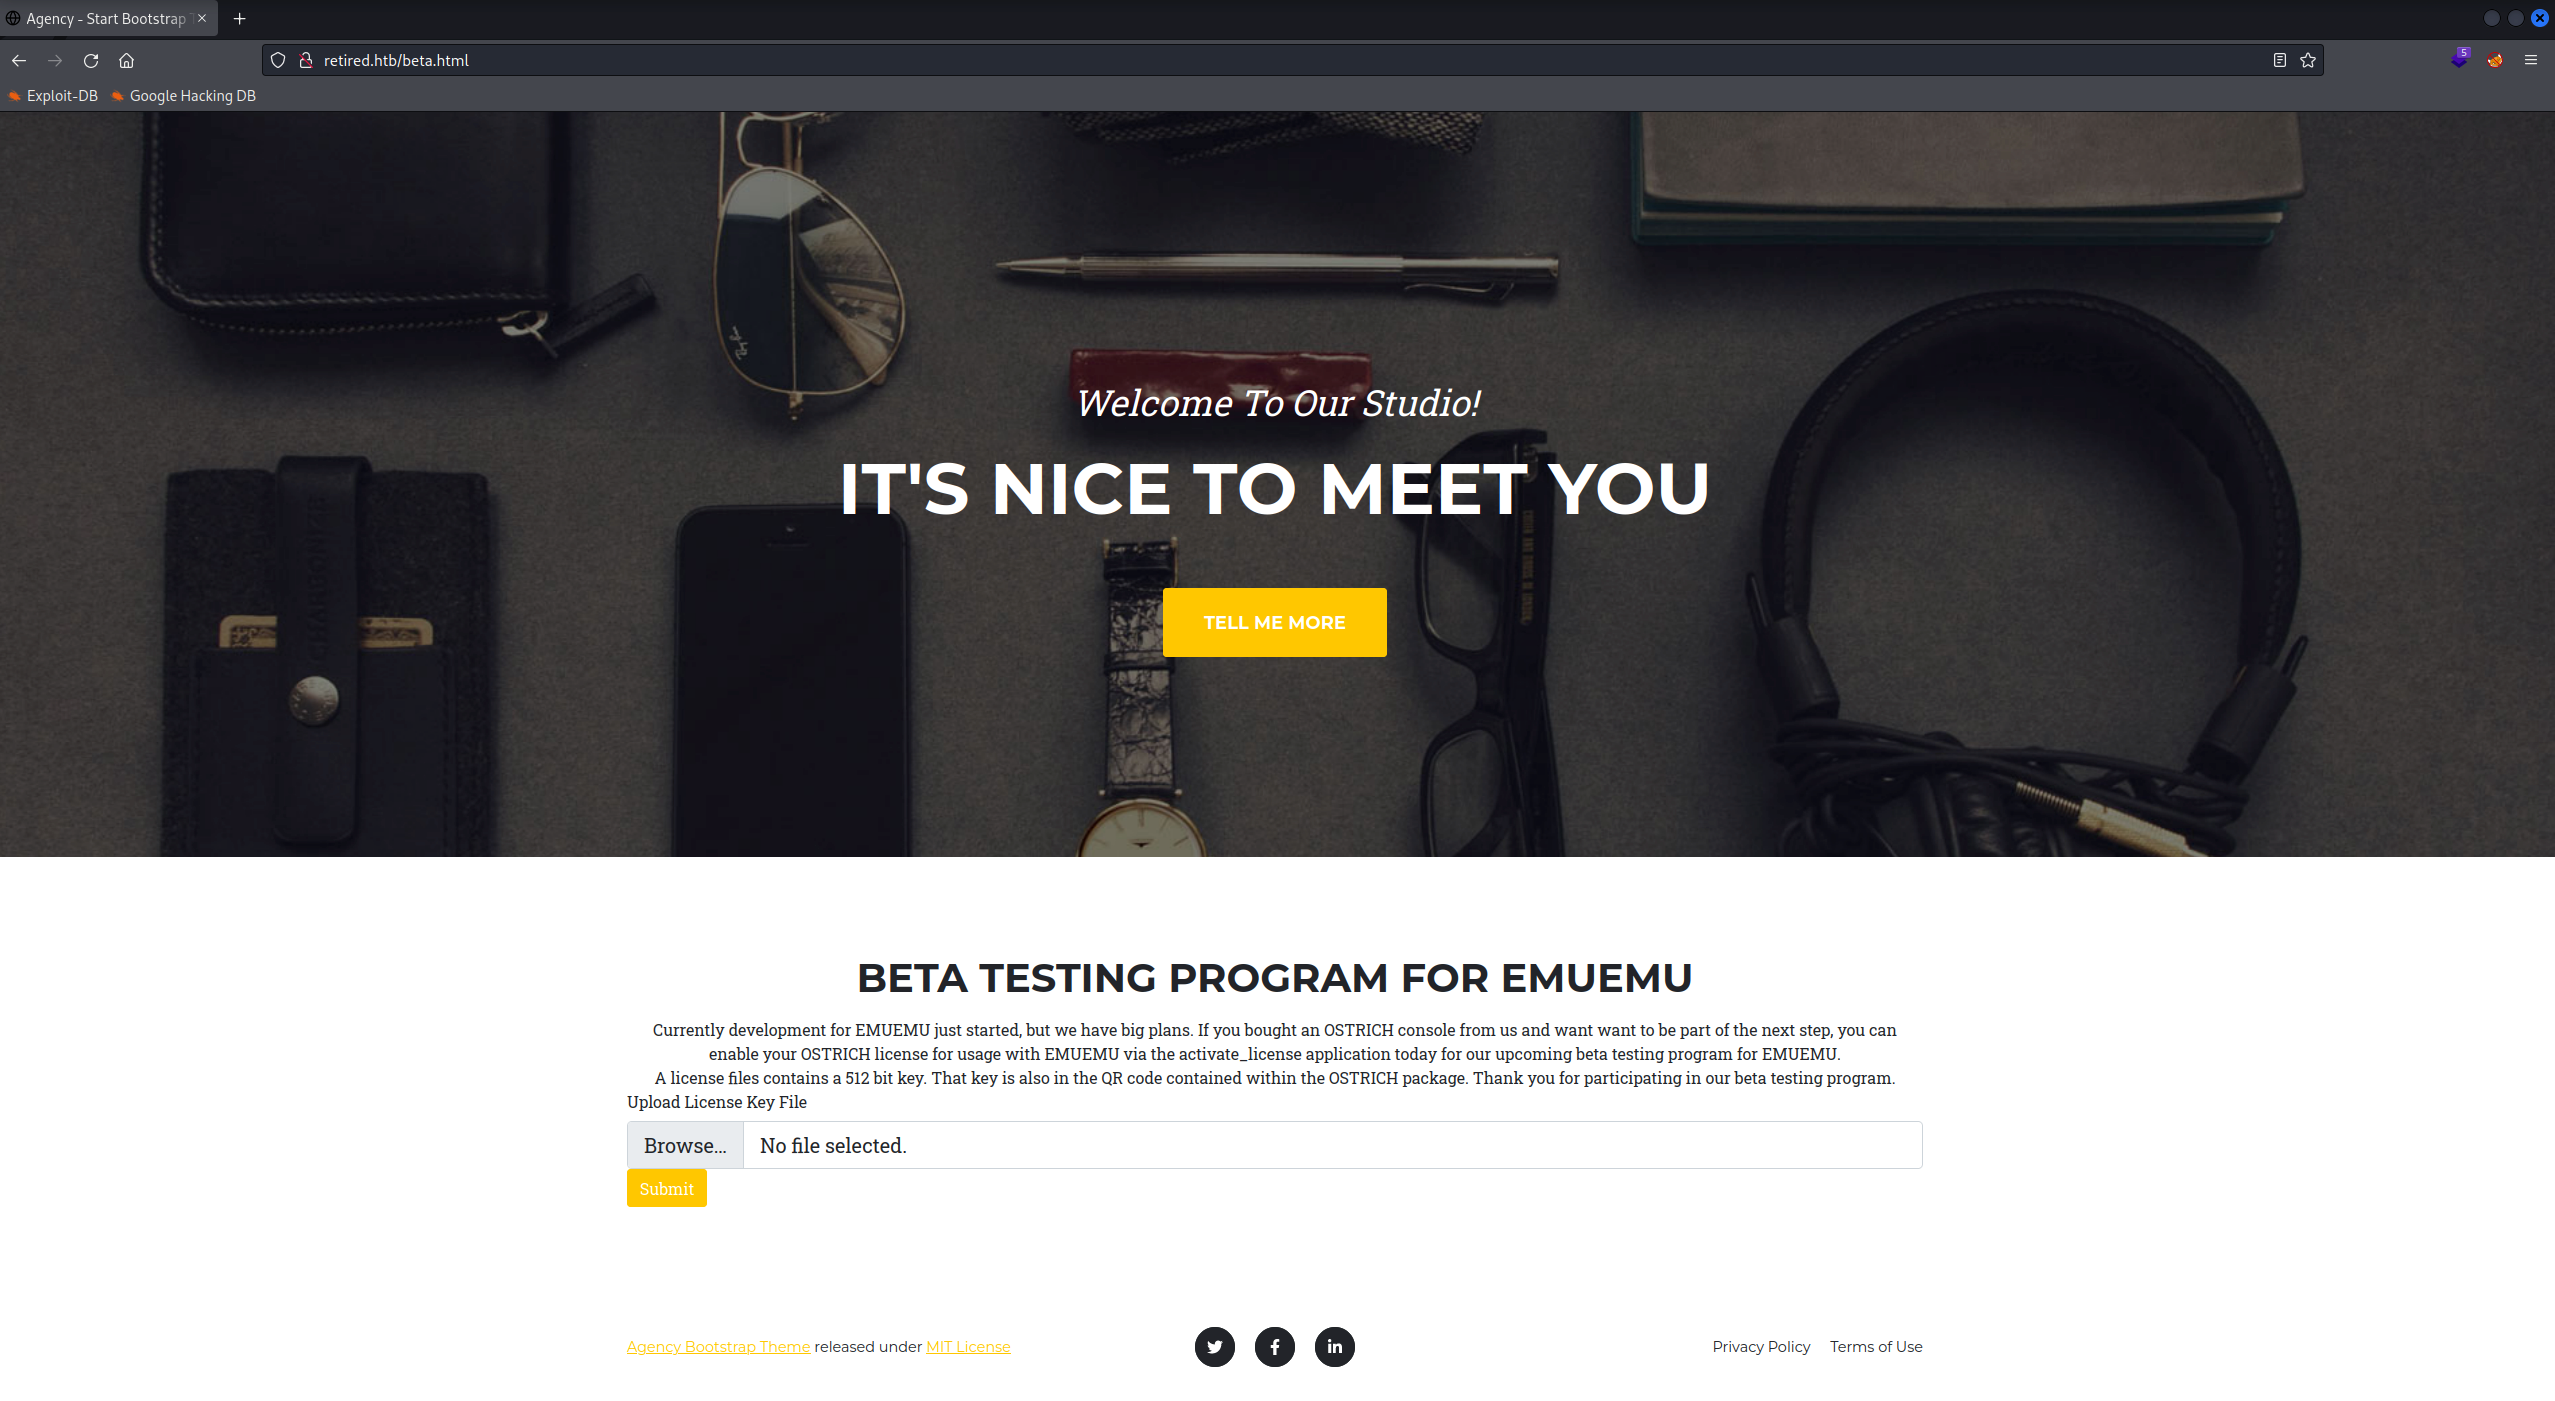 Agency - Start Bootstrap T
retired.htb/beta.html
5
Exploit-DB
Google Hacking DB
Ray-Ban
Welcome To Our Studio!
IT'S NICE TO MEET YOU
TELL ME MORE
BETA TESTING PROGRAM FOR EMUEMU
Currently development for EMUEMU just started, but we have big plans. If you bought an OSTRICH console from us and want want to be part of the next step, you can
enable your OSTRICH license for usage with EMUEMU via the activate_license application today for our upcoming beta testing program for EMUEMU.
A license files contains a 512 bit key. That key is also in the QR code contained within the OSTRICH package. Thank you for participating in our beta testing program.
Upload License Key File
Browse... No file selected.
Submit
Agency Bootstrap Theme released under MIT License
Privacy Policy Terms of Use